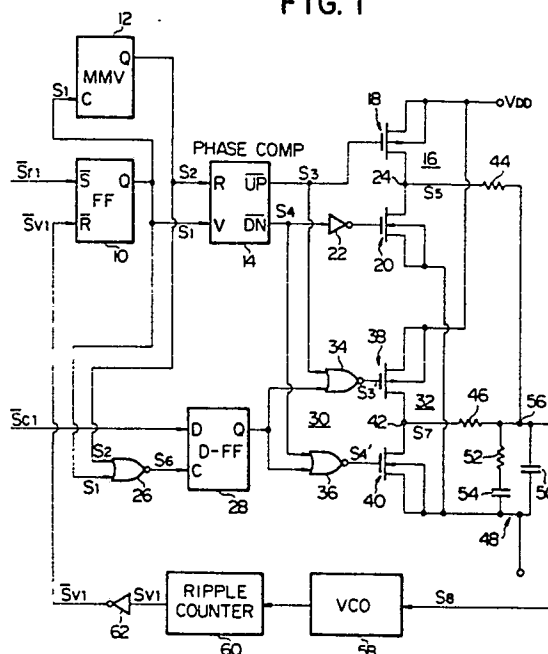 FIG. 1
12
Q
MMV
C
S1
S̅r1
S̅
Q
FF
R̅
S̅v1
10
PHASE COMP
S2
R
U̅P̅
S3
S1
V
D̅N̅
S4
14
22
18
VDD
16
24
S5
44
20
34
S3'
38
30
32
42
S7
46
56
36
S4'
40
52
54
50
48
S̅c1
S2
S1
26
S6
D
Q
D-FF
C
28
S̅v1
62
Sv1
RIPPLE
COUNTER
60
VCO
58
S8